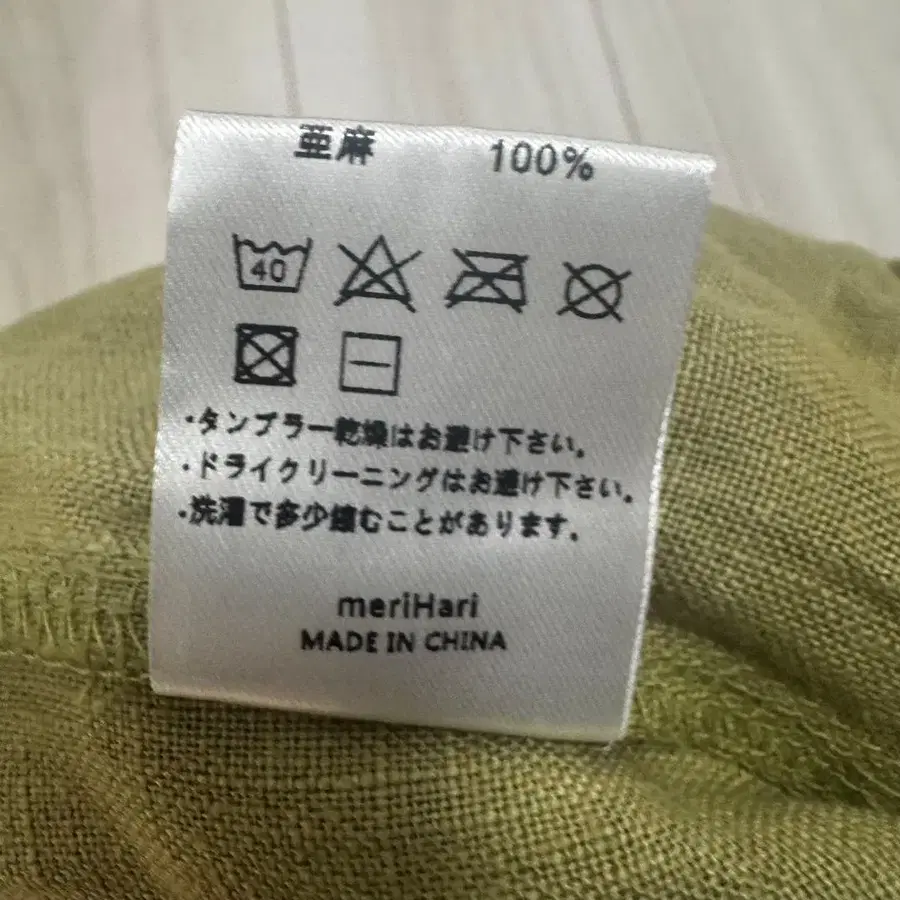 亜麻 100%
40
・タンブラー乾燥はお避け下さい。
・ドライクリーニングはお避け下さい。
・洗濯で多少縮むことがあります。
meriHari
MADE IN CHINA